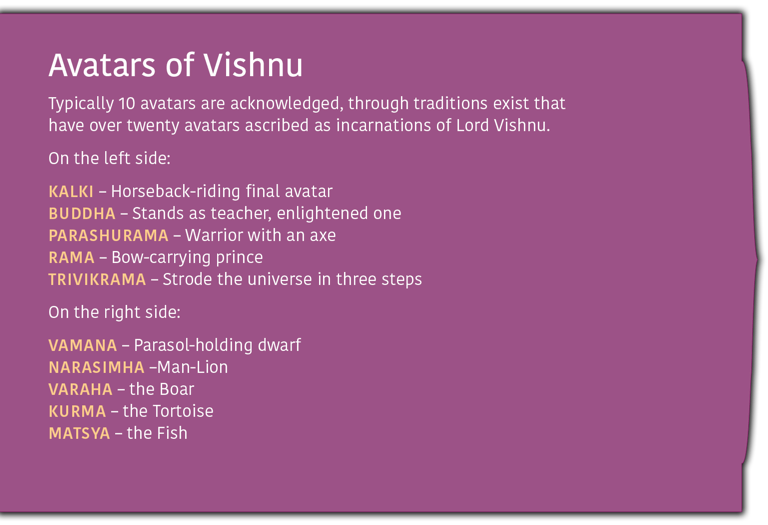 Avatars of Vishnu
Typically 10 avatars are acknowledged, through traditions exist that
have over twenty avatars ascribed as incarnations of Lord Vishnu.
On the left side:
KALKI – Horseback-riding final avatar
BUDDHA – Stands as teacher, enlightened one
PARASHURAMA – Warrior with an axe
RAMA – Bow-carrying prince
TRIVIKRAMA – Strode the universe in three steps
On the right side:
VAMANA – Parasol-holding dwarf
NARASIMHA –Man-Lion
VARAHA – the Boar
KURMA – the Tortoise
MATSYA – the Fish